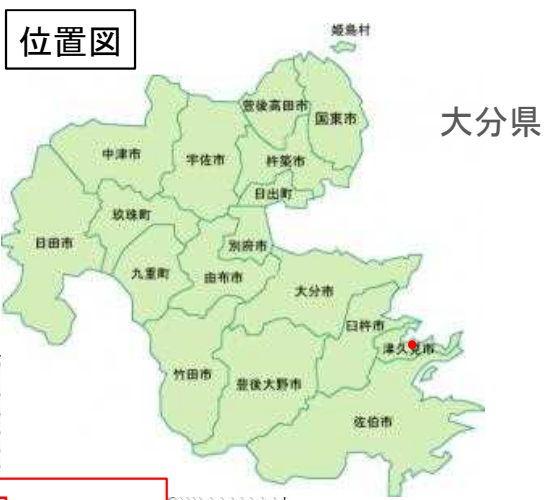 位置図
姫島村
大分県
豊後高田市
国東市
中津市
宇佐市
杵築市
日出町
玖珠町
日田市
別府市
九重町
由布市
大分市
臼杵市
津久見市
竹田市
豊後大野市
佐伯市